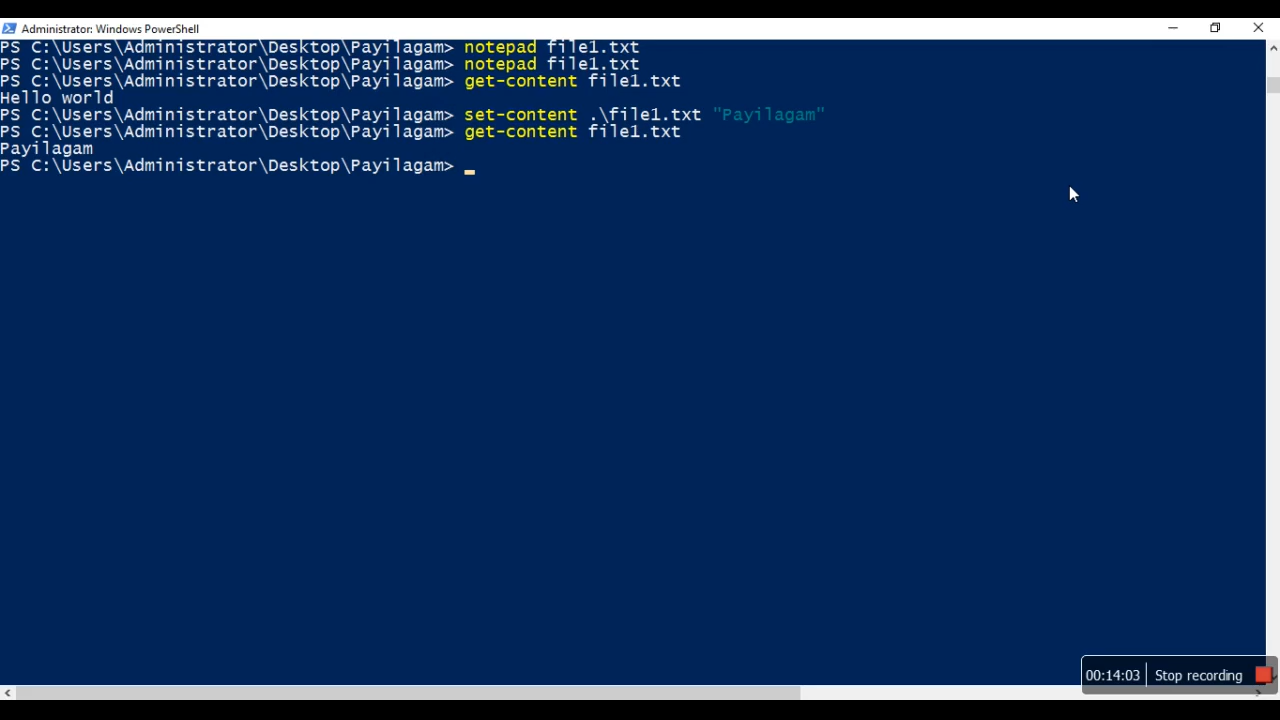 Administrator: Windows PowerShell
PS C:\Users\Administrator\Desktop\Payilagam> notepad file1.txt
PS C:\Users\Administrator\Desktop\Payilagam> notepad file1.txt
PS C:\Users\Administrator\Desktop\Payilagam> get-content file1.txt
Hello world
PS C:\Users\Administrator\Desktop\Payilagam> set-content .\file1.txt "Payilagam"
PS C:\Users\Administrator\Desktop\Payilagam> get-content file1.txt
Payilagam
PS C:\Users\Administrator\Desktop\Payilagam>
00:14:03 Stop recording